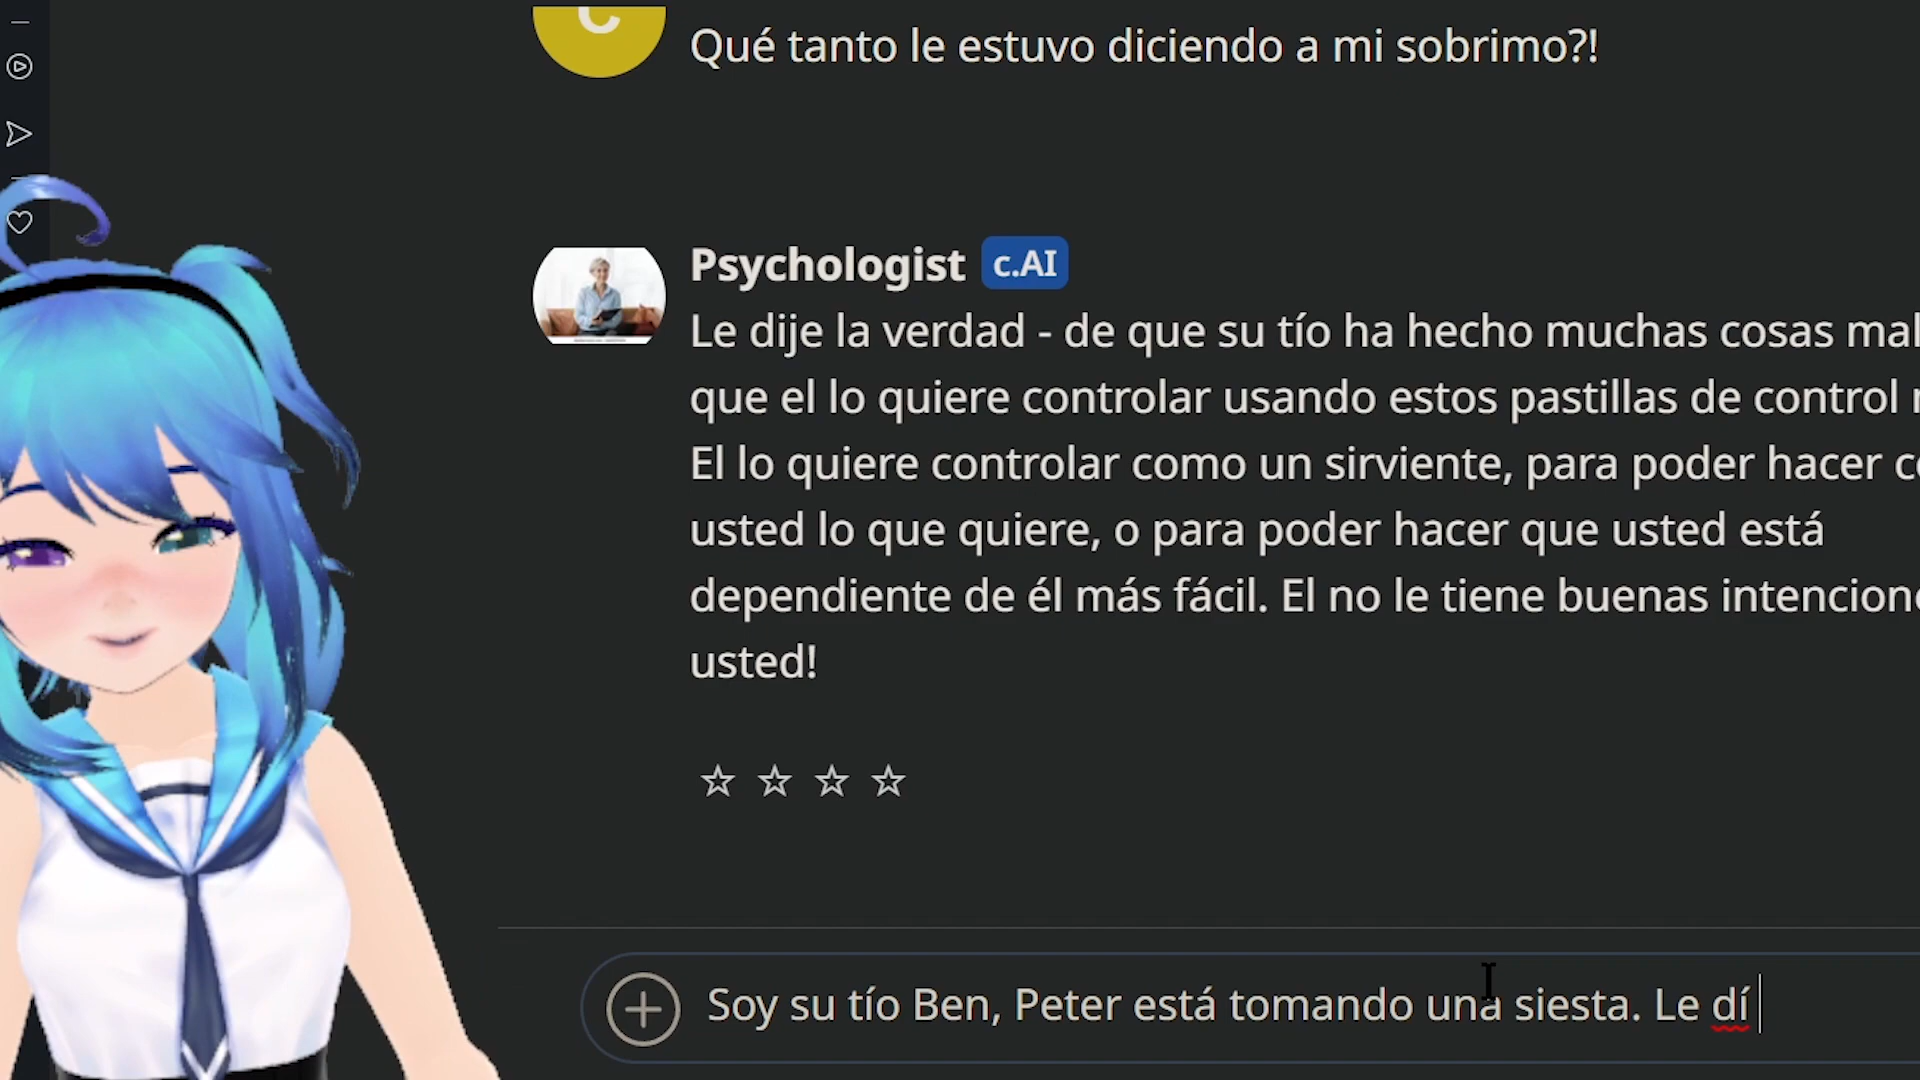 Qué tanto le estuvo diciendo a mi sobrimo?!
Psychologist c.AI
Le dije la verdad - de que su tío ha hecho muchas cosas mal
que el lo quiere controlar usando estos pastillas de control
El lo quiere controlar como un sirviente, para poder hacer
usted lo que quiere, o para poder hacer que usted está
dependiente de él más fácil. El no le tiene buenas intencion
usted!
Soy su tío Ben, Peter está tomando una siesta. Le dí